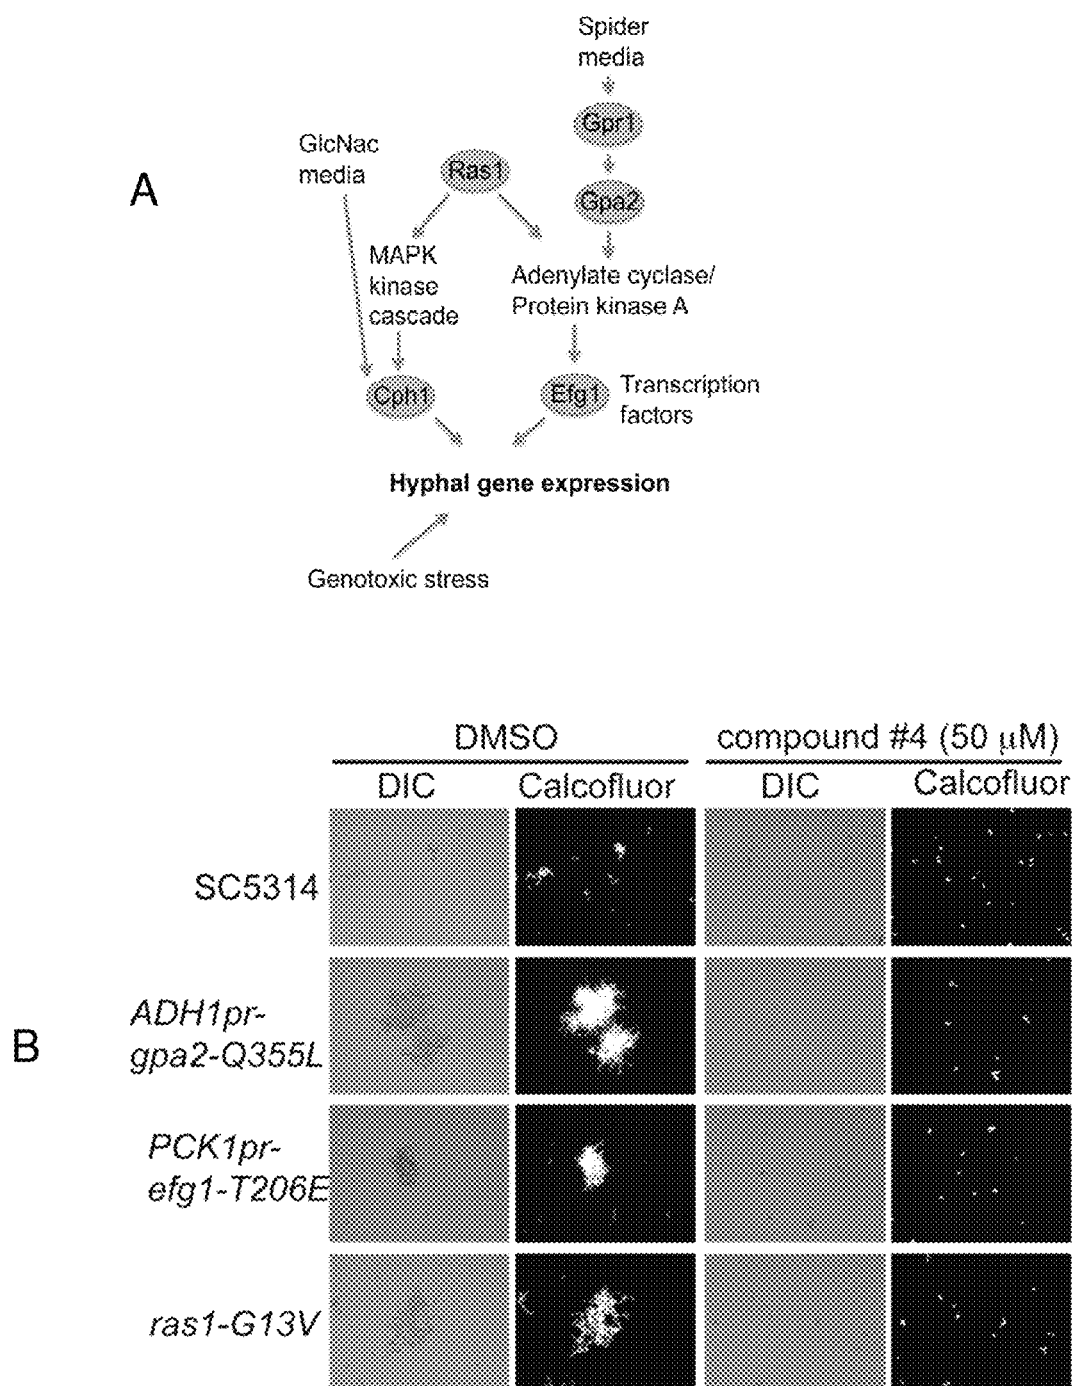 A
Spider
media
Gpr1
GlcNac
media
Ras1
Gpa2
MAPK
kinase
cascade
Adenylate cyclase/
Protein kinase A
Cph1
Efg1
Transcription
factors
Hyphal gene expression
Genotoxic stress
B
DMSO
compound #4 (50 μM)
DIC
Calcofluor
DIC
Calcofluor
SC5314
ADH1pr-
gpa2-Q355L
PCK1pr-
efg1-T206E
ras1-G13V